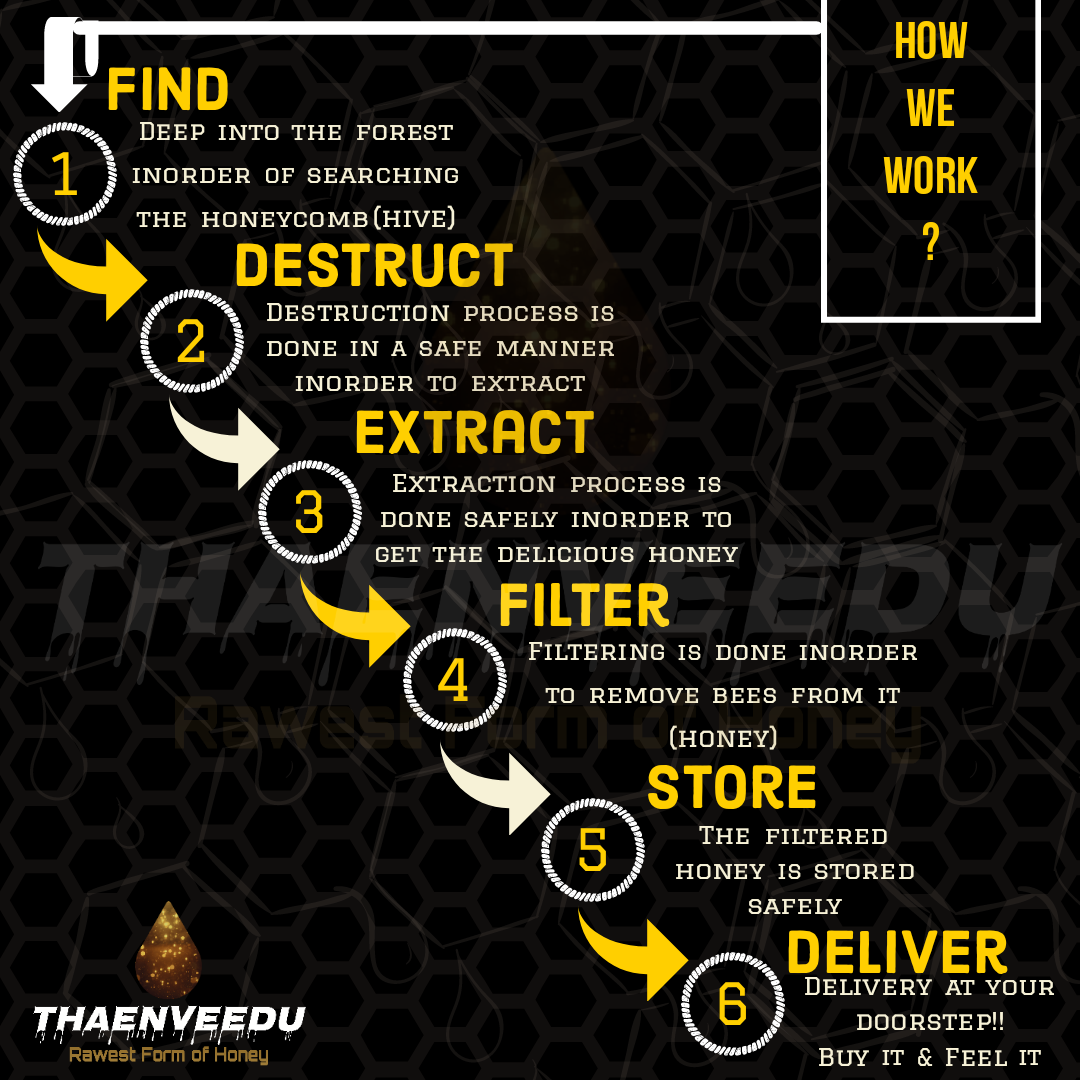 HOW
WE
WORK
?
FIND
1
DEEP INTO THE FOREST
INORDER OF SEARCHING
THE HONEYCOMB(HIVE)
DESTRUCT
2
DESTRUCTION PROCESS IS
DONE IN A SAFE MANNER
INORDER TO EXTRACT
EXTRACT
3
EXTRACTION PROCESS IS
DONE SAFELY INORDER TO
GET THE DELICIOUS HONEY
THAENVEEDU
Rawest Form of Honey
FILTER
4
FILTERING IS DONE INORDER
TO REMOVE BEES FROM IT
(HONEY)
STORE
5
THE FILTERED
HONEY IS STORED
SAFELY
DELIVER
6
DELIVERY AT YOUR
DOORSTEP!!
BUY IT & FEEL IT
THAENVEEDU
Rawest Form of Honey